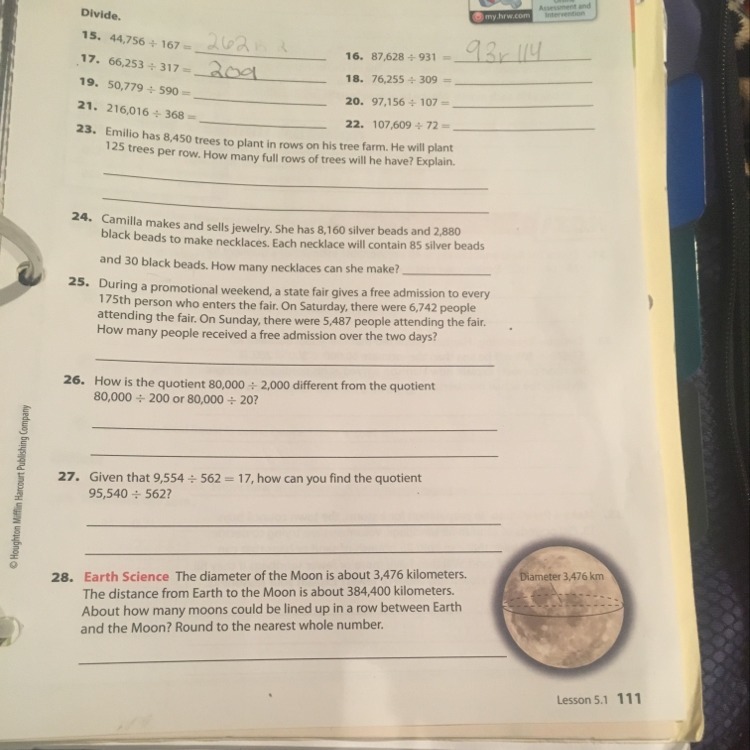 Divide.
Assessment and
Intervention
my.hrw.com
15. 44,756 ÷ 167 = 262
16. 87,628 ÷ 931 = 93r 114
17. 66,253 ÷ 317 = 209
18. 76,255 ÷ 309 =
19. 50,779 ÷ 590 =
20. 97,156 ÷ 107 =
21. 216,016 ÷ 368 =
22. 107,609 ÷ 72 =
23. Emilio has 8,450 trees to plant in rows on his tree farm. He will plant
125 trees per row. How many full rows of trees will he have? Explain.
24. Camilla makes and sells jewelry. She has 8,160 silver beads and 2,880
black beads to make necklaces. Each necklace will contain 85 silver beads
and 30 black beads. How many necklaces can she make?
25. During a promotional weekend, a state fair gives a free admission to every
175th person who enters the fair. On Saturday, there were 6,742 people
attending the fair. On Sunday, there were 5,487 people attending the fair.
How many people received a free admission over the two days?
26. How is the quotient 80,000 ÷ 2,000 different from the quotient
80,000 ÷ 200 or 80,000 ÷ 20?
27. Given that 9,554 ÷ 562 = 17, how can you find the quotient
95,540 ÷ 562?
28. Earth Science The diameter of the Moon is about 3,476 kilometers.
The distance from Earth to the Moon is about 384,400 kilometers.
About how many moons could be lined up in a row between Earth
and the Moon? Round to the nearest whole number.
Diameter 3,476 km
© Houghton Mifflin Harcourt Publishing Company
Lesson 5.1 111